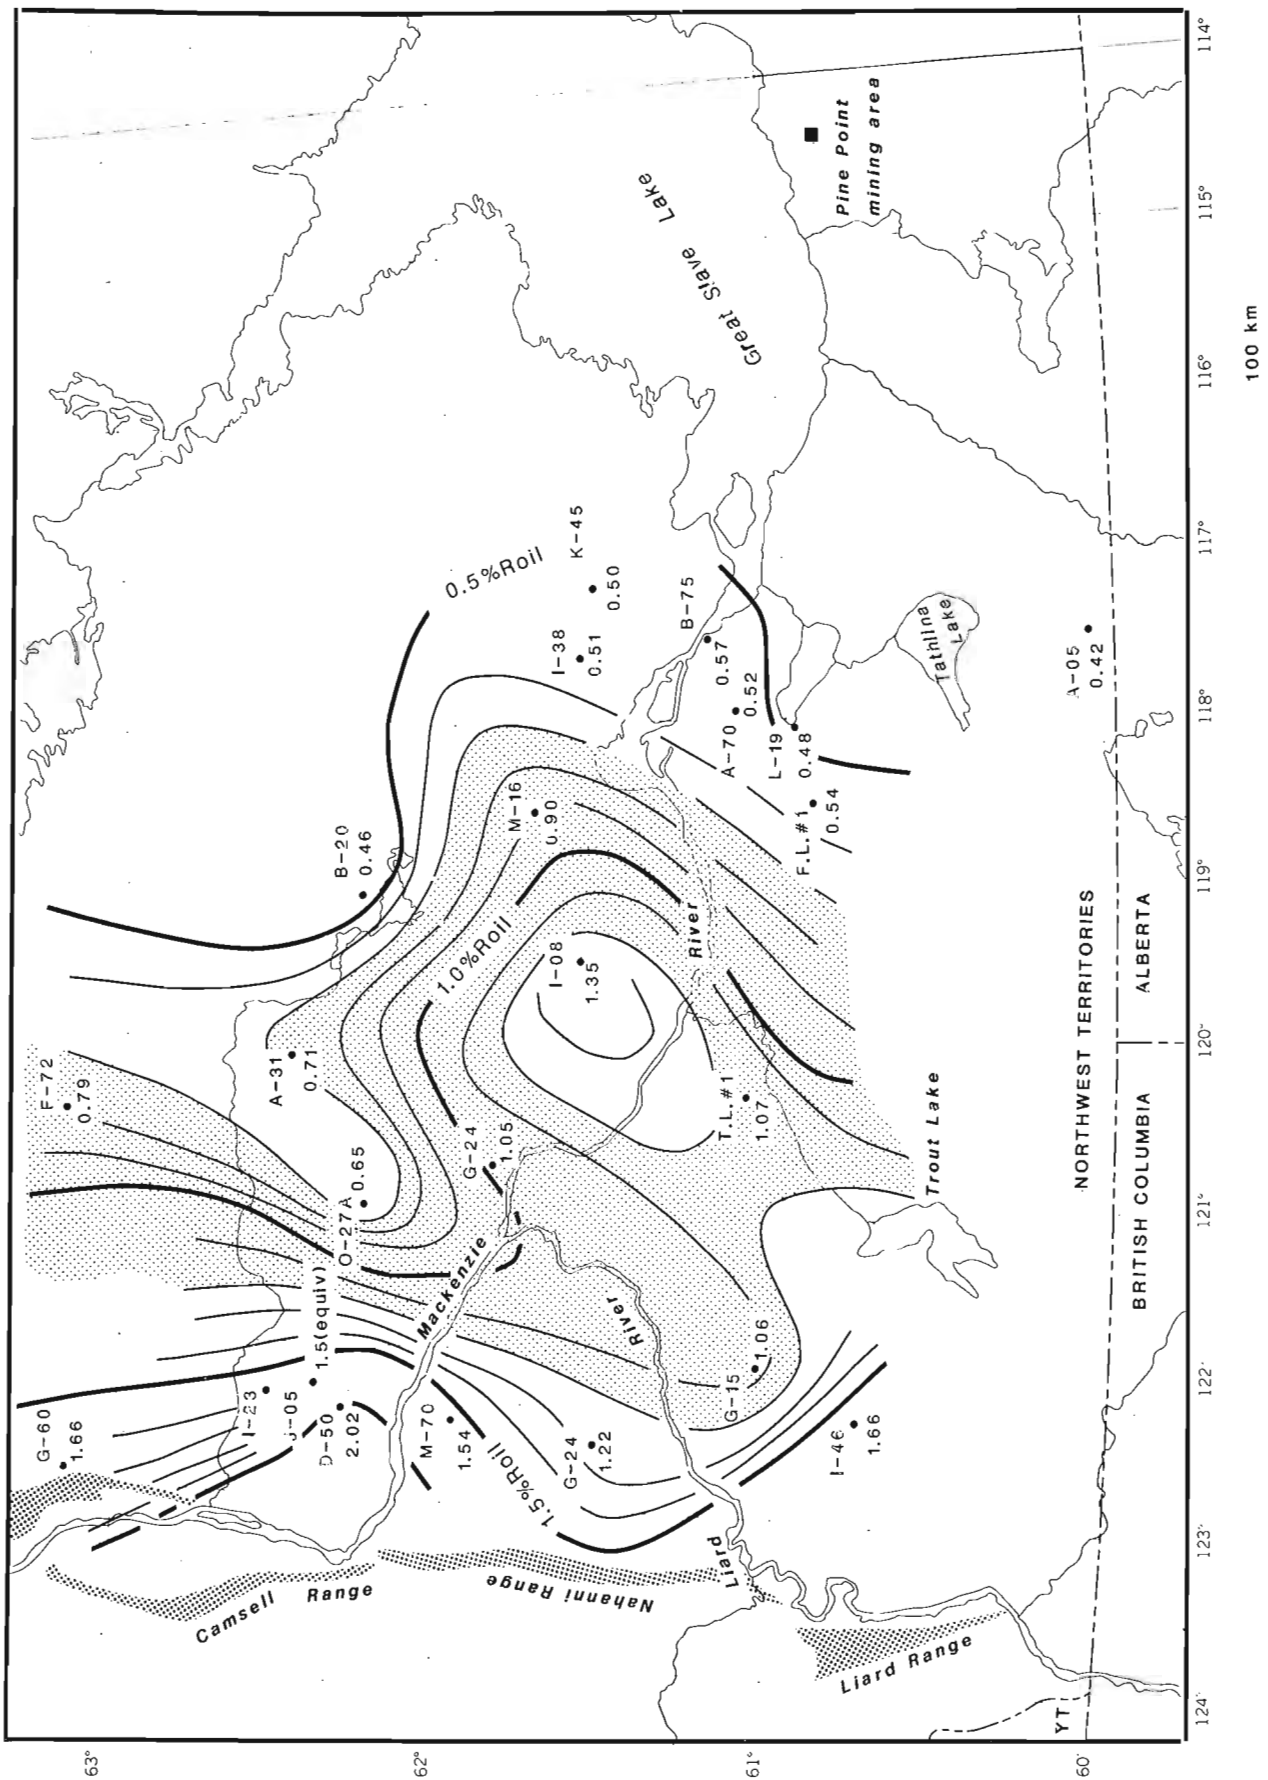 G-60
1.66
F-72
0.79
I-23
J-05
1.5(equiv)
D-50
2.02
O-27A 0.65
A-31
0.71
B-20
0.46
0.5%Roil
M-70
1.54
Mackenzie
G-24
1.05
1.0%Roil
M-16
0.90
I-38
0.51
K-45
0.50
Camsell Range
Nahanni Range
1.5%Roil
G-24
1.22
I-08
1.35
Great Slave Lake
Liard
River
River
B-75
0.57
A-70
0.52
L-19
0.48
F.L.#1
0.54
T.L.#1
1.07
G-15
1.06
I-46
1.66
Pine Point
mining area
Liard Range
Trout Lake
Tathlina
Lake
A-05
0.42
NORTHWEST TERRITORIES
BRITISH COLUMBIA
ALBERTA
YT
63°
62°
61°
60°
124°
123°
122°
121°
120°
119°
118°
117°
116°
115°
114°
100 km